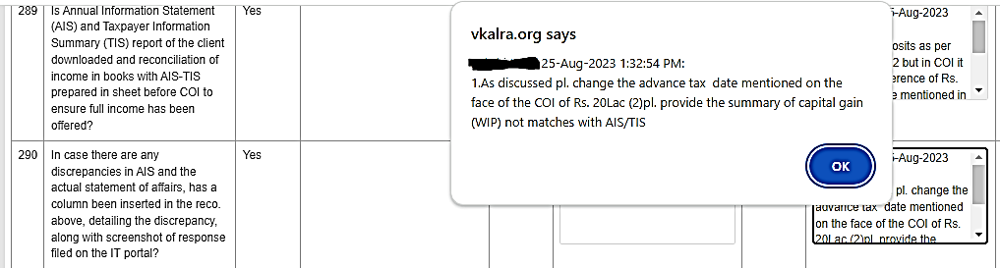 289
Is Annual Information Statement
(AIS) and Taxpayer Information
Summary (TIS) report of the client
downloaded and reconciliation of
income in books with AIS-TIS
prepared in sheet before COI to
ensure full income has been
offered?
Yes
-Aug-2023
osits as per
2 but in COI it
erence of Rs.
e mentioned in
vkalra.org says
25-Aug-2023 1:32:54 PM:
1.As discussed pl. change the advance tax date mentioned on the
face of the COI of Rs. 20Lac (2)pl. provide the summary of capital gain
(WIP) not matches with AIS/TIS
OK
290
In case there are any
discrepancies in AIS and the
actual statement of affairs, has a
column been inserted in the reco.
above, detailing the discrepancy,
along with screenshot of response
filed on the IT portal?
Yes
-Aug-2023
pl. change the
advance tax date mentioned
on the face of the COI of Rs.
20Lac (2)pl. provide the